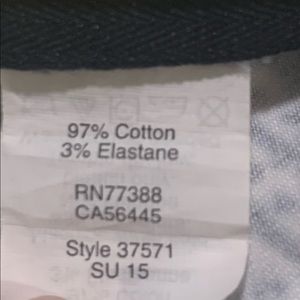 97% Cotton
3% Elastane
RN77388
CA56445
Style 37571
SU 15